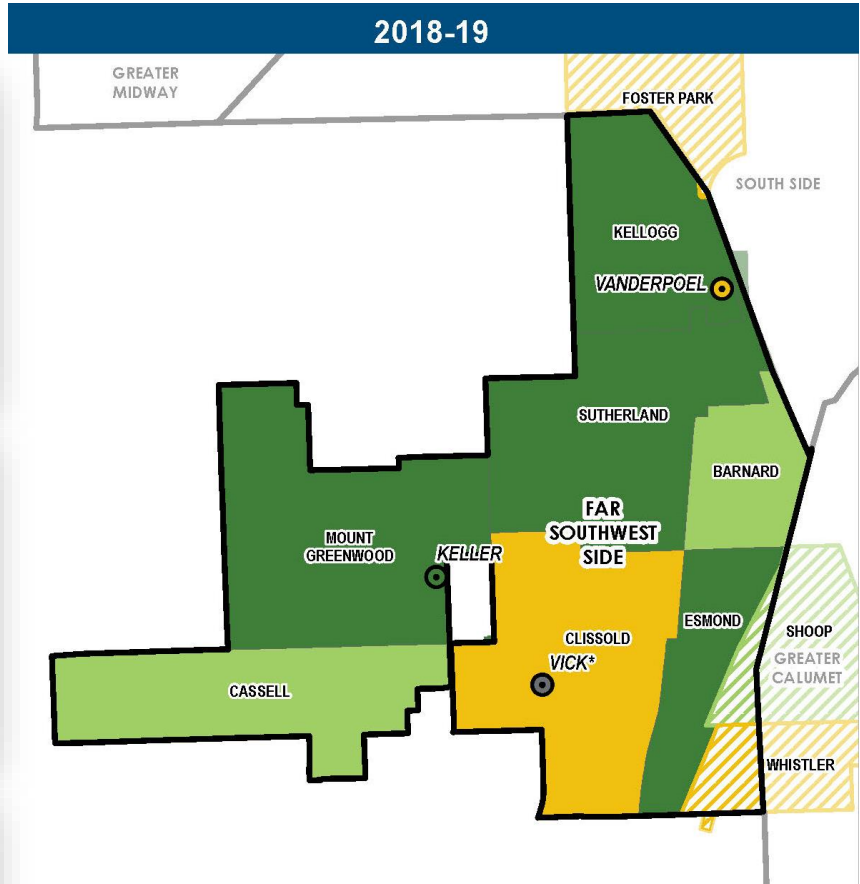 2018-19
GREATER
MIDWAY
FOSTER PARK
SOUTH SIDE
KELLOGG
VANDERPOEL
SUTHERLAND
BARNARD
FAR
SOUTHWEST
SIDE
MOUNT
GREENWOOD
KELLER
ESMOND
SHOOP
CLISSOLD
GREATER
CALUMET
VICK*
CASSELL
WHISTLER